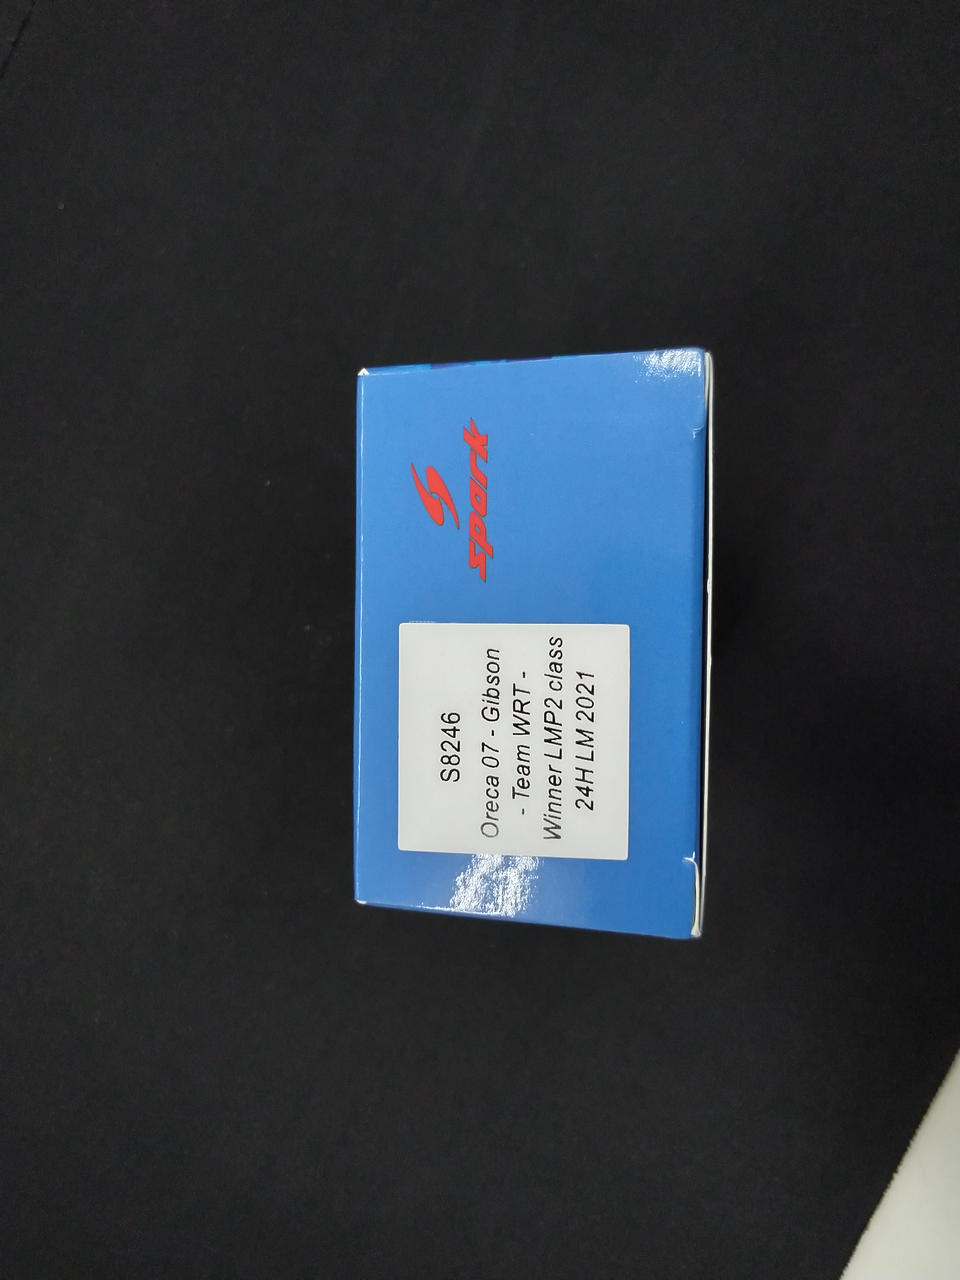 S8246
Oreca 07 - Gibson
- Team WRT -
Winner LMP2 class
24H LM 2021
spark